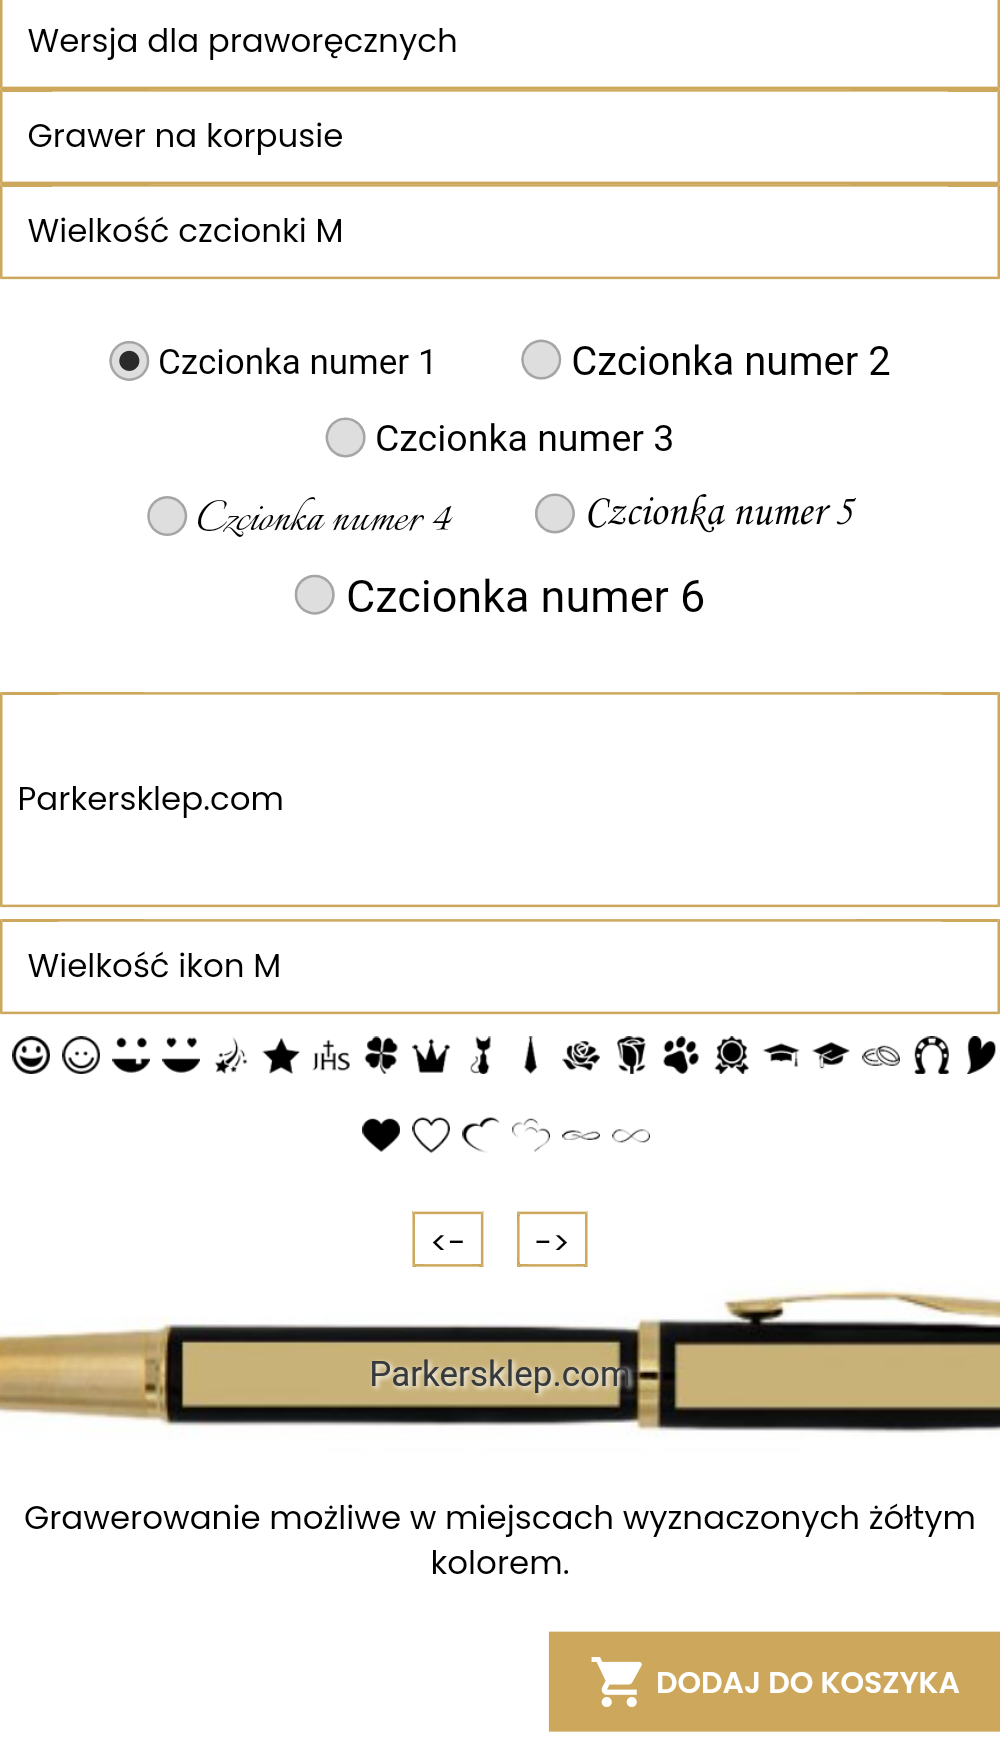 Wersja dla praworęcznych
Grawer na korpusie
Wielkość czcionki M
Czcionka numer 1
Czcionka numer 2
Czcionka numer 3
Czcionka numer 4
Czcionka numer 5
Czcionka numer 6
Parkersklep.com
Wielkość ikon M
IHS
<- ->
Parkersklep.com
Grawerowanie możliwe w miejscach wyznaczonych żółtym
kolorem.
DODAJ DO KOSZYKA